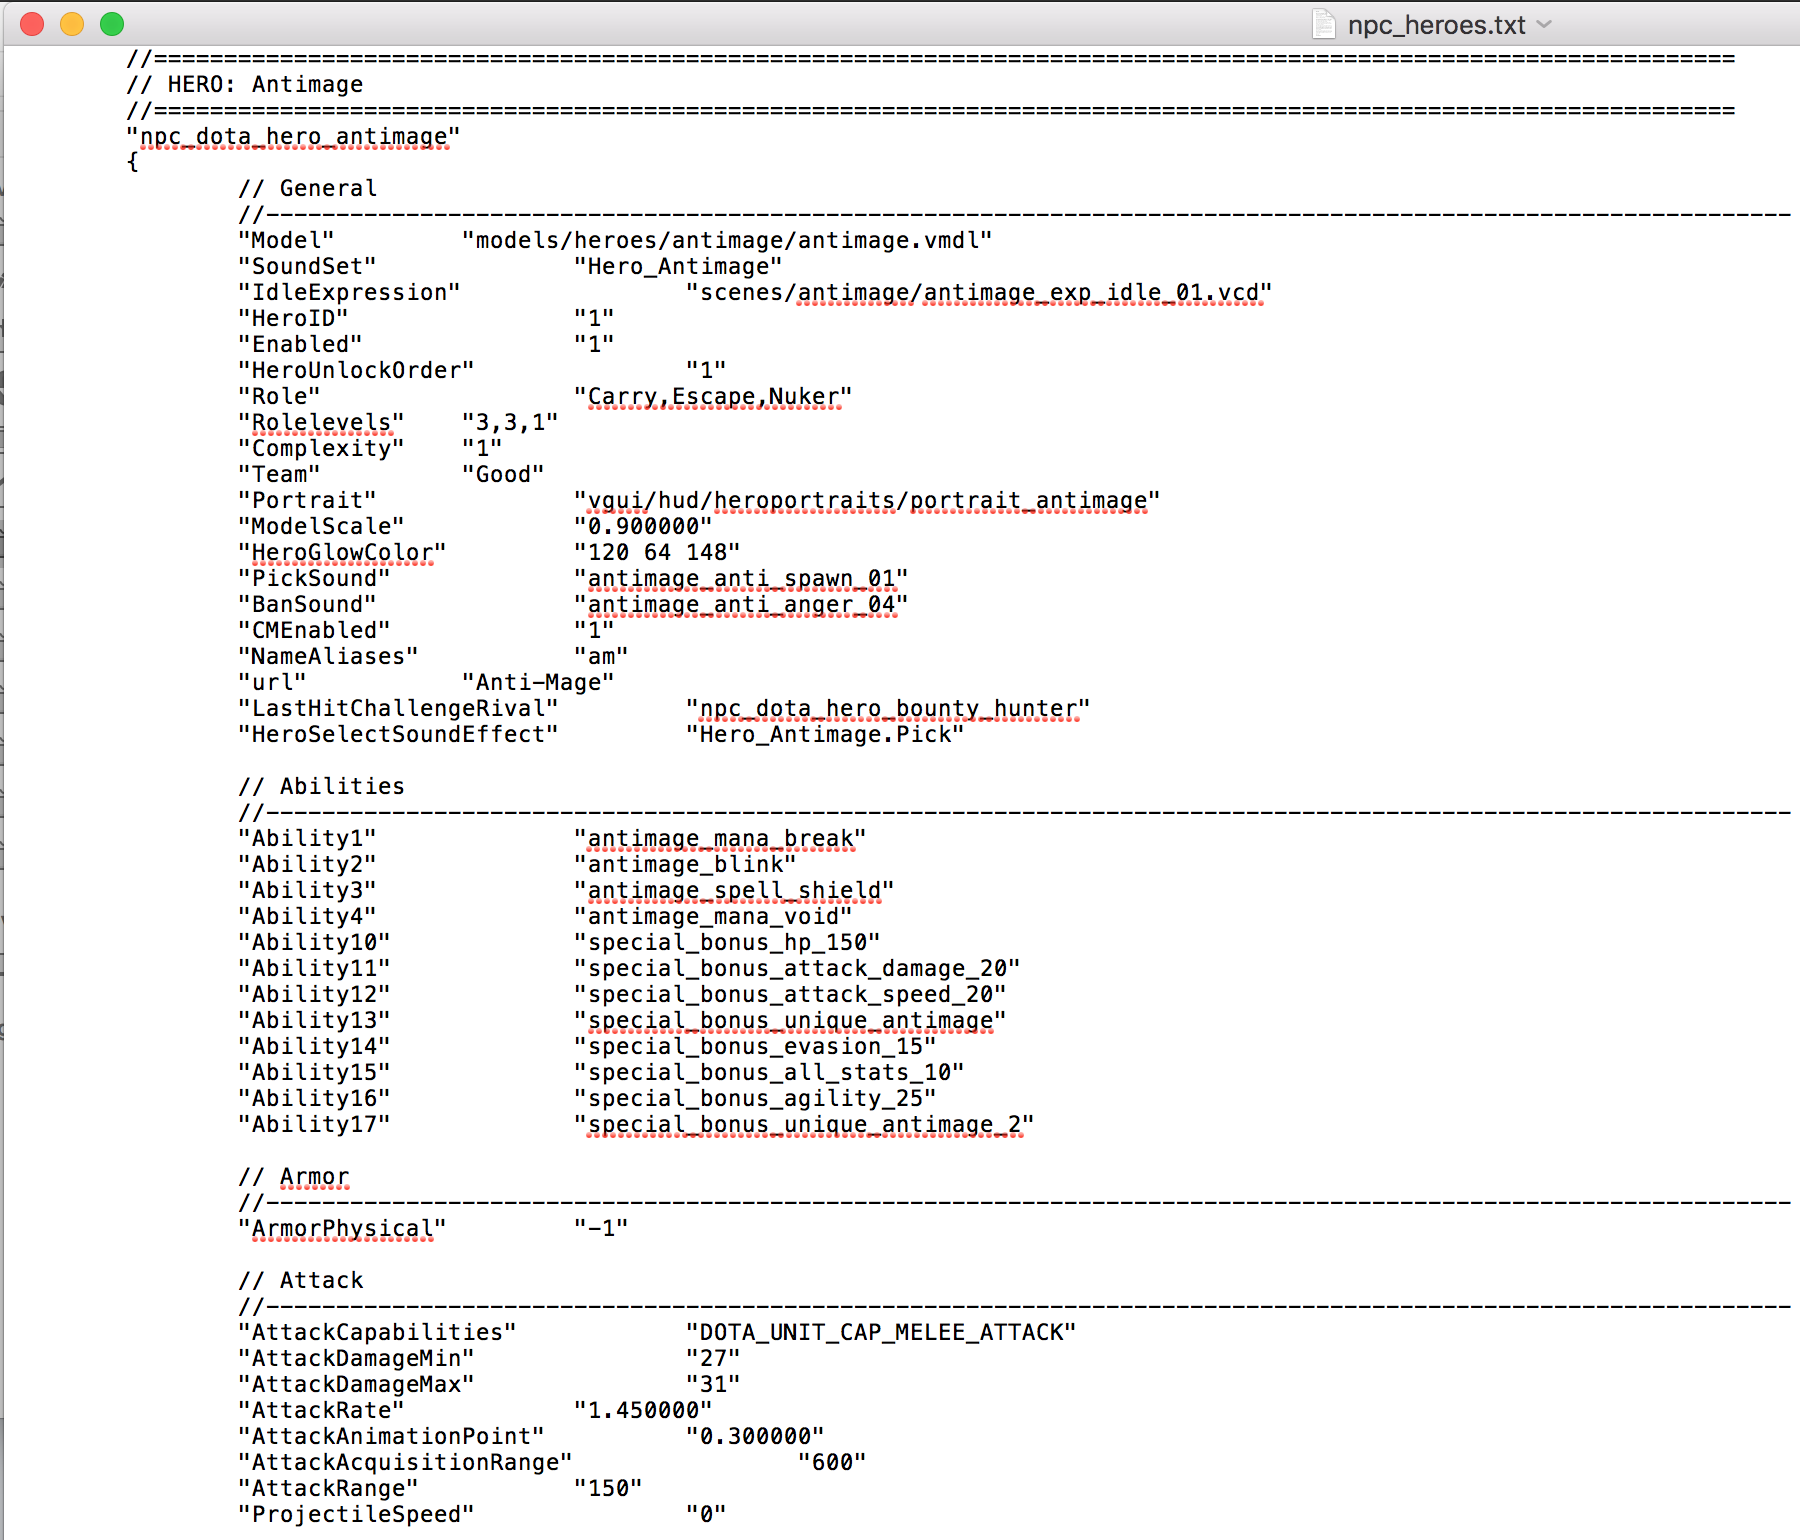 npc_heroes.txt
//==================================================================================================================
// HERO: Antimage
//==================================================================================================================
"npc_dota_hero_antimage"
{
// General
//-------------------------------------------------------------------------------------------------------------
"Model" "models/heroes/antimage/antimage.vmdl"
"SoundSet" "Hero_Antimage"
"IdleExpression" "scenes/antimage/antimage_exp_idle_01.vcd"
"HeroID" "1"
"Enabled" "1"
"HeroUnlockOrder" "1"
"Role" "Carry,Escape,Nuker"
"Rolelevels" "3,3,1"
"Complexity" "1"
"Team" "Good"
"Portrait" "vgui/hud/heroportraits/portrait_antimage"
"ModelScale" "0.900000"
"HeroGlowColor" "120 64 148"
"PickSound" "antimage_anti_spawn_01"
"BanSound" "antimage_anti_anger_04"
"CMEnabled" "1"
"NameAliases" "am"
"url" "Anti-Mage"
"LastHitChallengeRival" "npc_dota_hero_bounty_hunter"
"HeroSelectSoundEffect" "Hero_Antimage.Pick"
// Abilities
//-------------------------------------------------------------------------------------------------------------
"Ability1" "antimage_mana_break"
"Ability2" "antimage_blink"
"Ability3" "antimage_spell_shield"
"Ability4" "antimage_mana_void"
"Ability10" "special_bonus_hp_150"
"Ability11" "special_bonus_attack_damage_20"
"Ability12" "special_bonus_attack_speed_20"
"Ability13" "special_bonus_unique_antimage"
"Ability14" "special_bonus_evasion_15"
"Ability15" "special_bonus_all_stats_10"
"Ability16" "special_bonus_agility_25"
"Ability17" "special_bonus_unique_antimage_2"
// Armor
//-------------------------------------------------------------------------------------------------------------
"ArmorPhysical" "-1"
// Attack
//-------------------------------------------------------------------------------------------------------------
"AttackCapabilities" "DOTA_UNIT_CAP_MELEE_ATTACK"
"AttackDamageMin" "27"
"AttackDamageMax" "31"
"AttackRate" "1.450000"
"AttackAnimationPoint" "0.300000"
"AttackAcquisitionRange" "600"
"AttackRange" "150"
"ProjectileSpeed" "0"